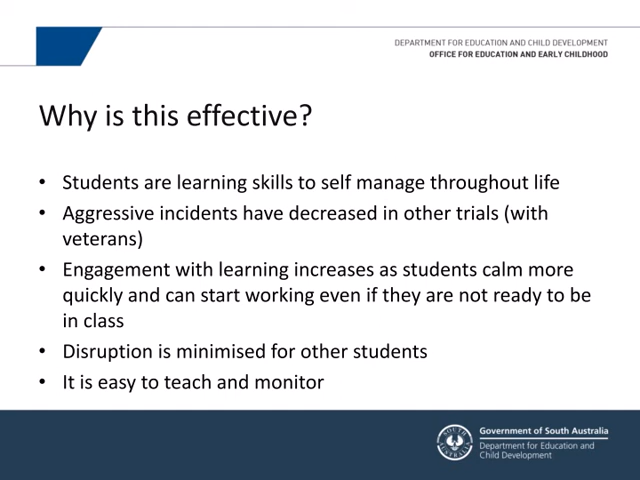 DEPARTMENT FOR EDUCATION AND CHILD DEVELOPMENT
OFFICE FOR EDUCATION AND EARLY CHILDHOOD
Why is this effective?
• Students are learning skills to self manage throughout life
• Aggressive incidents have decreased in other trials (with
veterans)
• Engagement with learning increases as students calm more
quickly and can start working even if they are not ready to be
in class
• Disruption is minimised for other students
• It is easy to teach and monitor
SOUTH AUSTRALIA
Government of South Australia
Department for Education and
Child Development